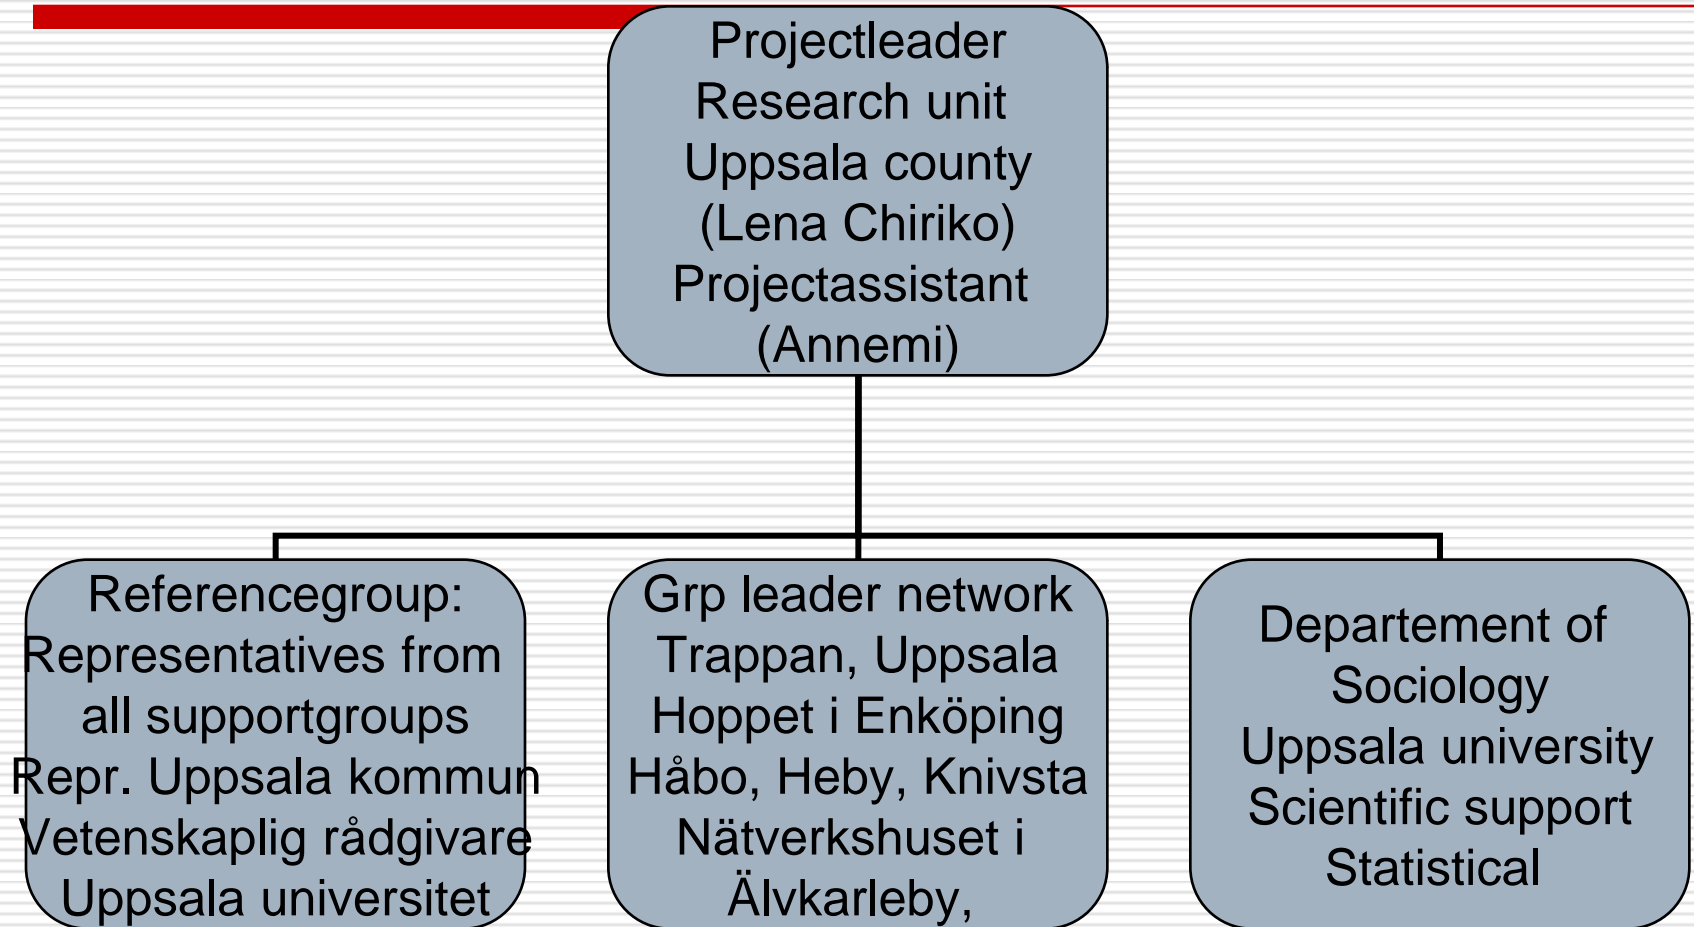 Projectleader
Research unit
Uppsala county
(Lena Chiriko)
Projectassistant
(Annemi)
Referencegroup:
Representatives from
all supportgroups
Repr. Uppsala kommun
Vetenskaplig rådgivare
Uppsala universitet
Grp leader network
Trappan, Uppsala
Hoppet i Enköping
Håbo, Heby, Knivsta
Nätverkshuset i
Älvkarleby,
Departement of
Sociology
Uppsala university
Scientific support
Statistical